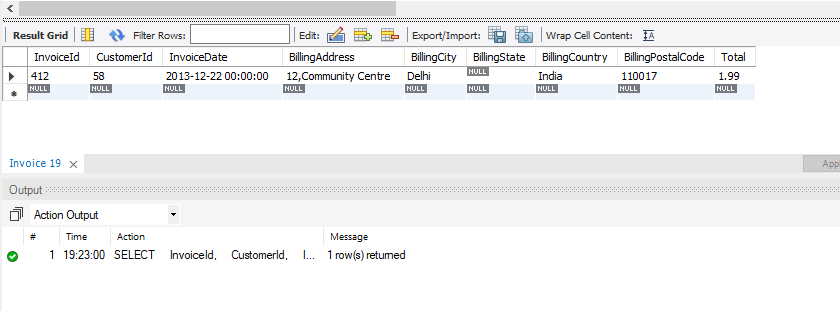 Result Grid Filter Rows: Edit: Export/Import: Wrap Cell Content: IA
InvoiceId CustomerId InvoiceDate BillingAddress BillingCity BillingState BillingCountry BillingPostalCode Total
412 58 2013-12-22 00:00:00 12,Community Centre Delhi NULL India 110017 1.99
NULL NULL NULL NULL NULL NULL NULL NULL NULL
Invoice 19 Appl
Output
Action Output
# Time Action Message
1 19:23:00 SELECT InvoiceId, CustomerId, I... 1 row(s) returned